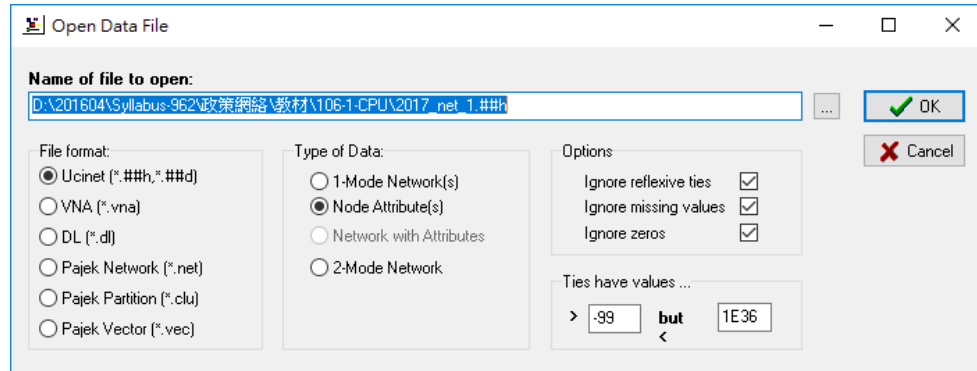 Open Data File
Name of file to open:
D:\201604\Syllabus-962\政策網絡\教材\106-1-CPU\2017_net_1.##h
...
OK
Cancel
File format:
Ucinet (*.##h,*.##d)
VNA (*.vna)
DL (*.dl)
Pajek Network (*.net)
Pajek Partition (*.clu)
Pajek Vector (*.vec)
Type of Data:
1-Mode Network(s)
Node Attribute(s)
Network with Attributes
2-Mode Network
Options
Ignore reflexive ties
Ignore missing values
Ignore zeros
Ties have values ...
> -99 but < 1E36